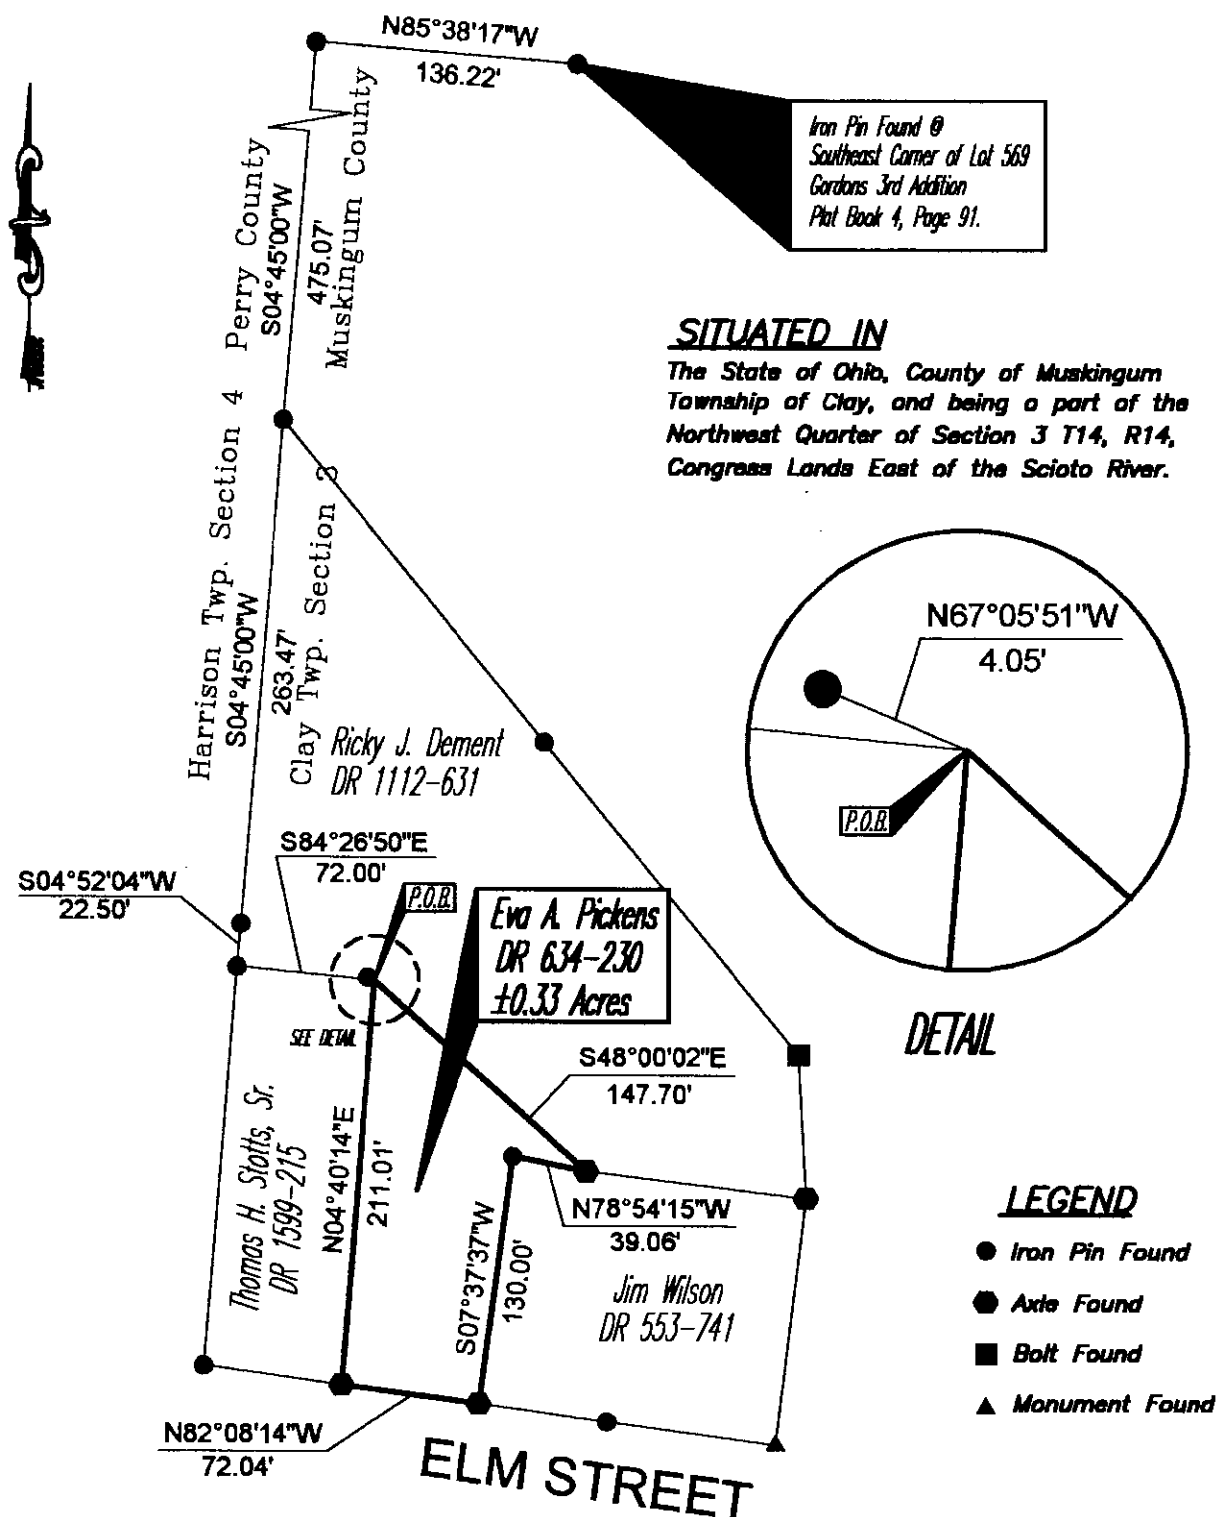 N85°38'17"W
136.22'
Iron Pin Found @
Southeast Corner of Lot 569
Gordons 3rd Addition
Plat Book 4, Page 91.
Perry County
S04°45'00"W
475.07'
Muskingum County
SITUATED IN
The State of Ohio, County of Muskingum
Township of Clay, and being a part of the
Northwest Quarter of Section 3 T14, R14,
Congress Lands East of the Scioto River.
Harrison Twp. Section 4
S04°45'00"W
263.47'
Clay Twp. Section 3
N67°05'51"W
4.05'
P.O.B.
DETAIL
Ricky J. Dement
DR 1112-631
S84°26'50"E
72.00'
S04°52'04"W
22.50'
P.O.B.
Eva A. Pickens
DR 634-230
±0.33 Acres
SEE DETAIL
S48°00'02"E
147.70'
Thomas H. Stotts, Sr.
DR 1599-215
N04°40'14"E
211.01'
N78°54'15"W
39.06'
S07°37'37"W
130.00'
Jim Wilson
DR 553-741
N82°08'14"W
72.04'
ELM STREET
LEGEND
Iron Pin Found
Axle Found
Bolt Found
Monument Found